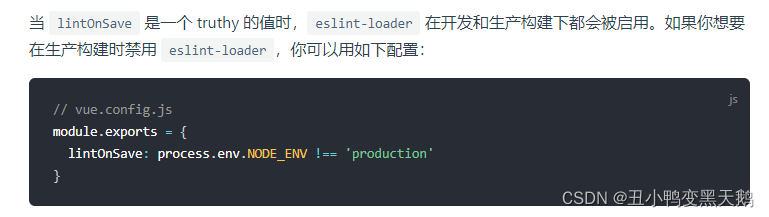 当 lintOnSave 是一个 truthy 的值时，eslint-loader 在开发和生产构建下都会被启用。如果你想要
在生产构建时禁用 eslint-loader，你可以用如下配置：
js
// vue.config.js
module.exports = {
  lintOnSave: process.env.NODE_ENV !== 'production'
}
CSDN @丑小鸭变黑天鹅